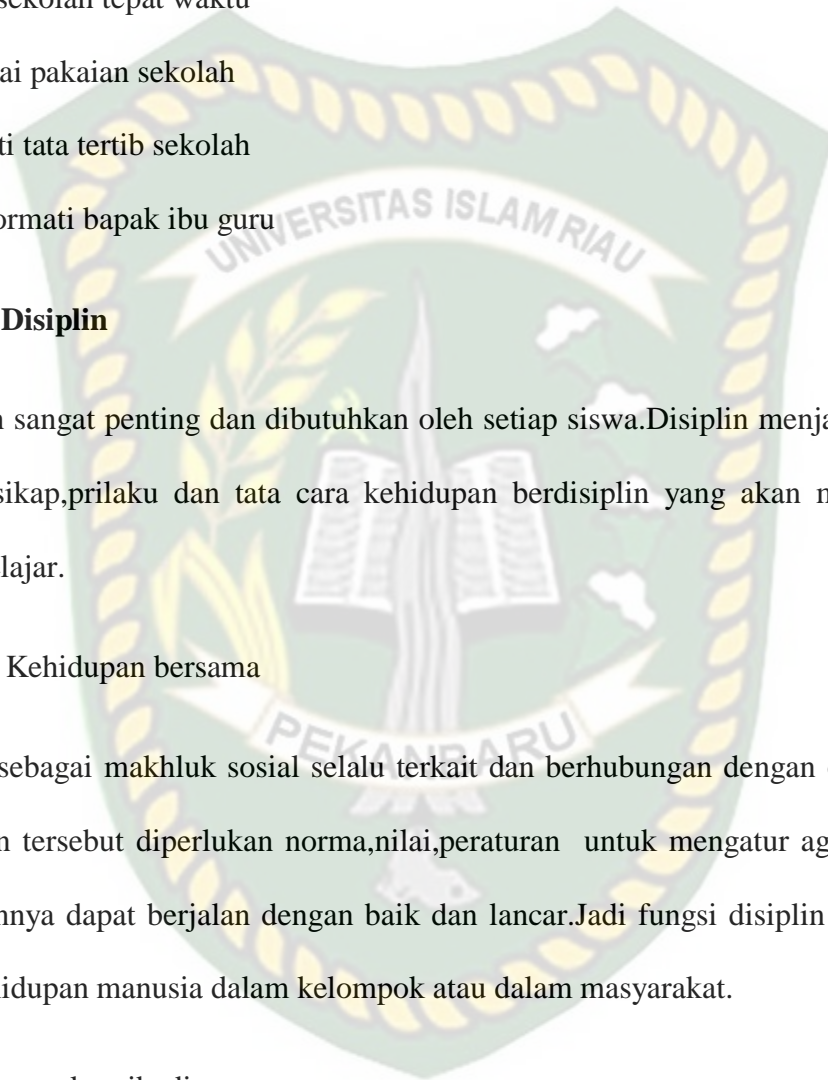 sekolah tepat waktu
ai pakaian sekolah
ti tata tertib sekolah
ormati bapak ibu guru
UNIVERSITAS ISLAM RIAU
Disiplin
n sangat penting dan dibutuhkan oleh setiap siswa.Disiplin menja
sikap,prilaku dan tata cara kehidupan berdisiplin yang akan m
lajar.
Kehidupan bersama
PEKANBARU
sebagai makhluk sosial selalu terkait dan berhubungan dengan
n tersebut diperlukan norma,nilai,peraturan untuk mengatur ag
nnya dapat berjalan dengan baik dan lancar.Jadi fungsi disiplin
hidupan manusia dalam kelompok atau dalam masyarakat.